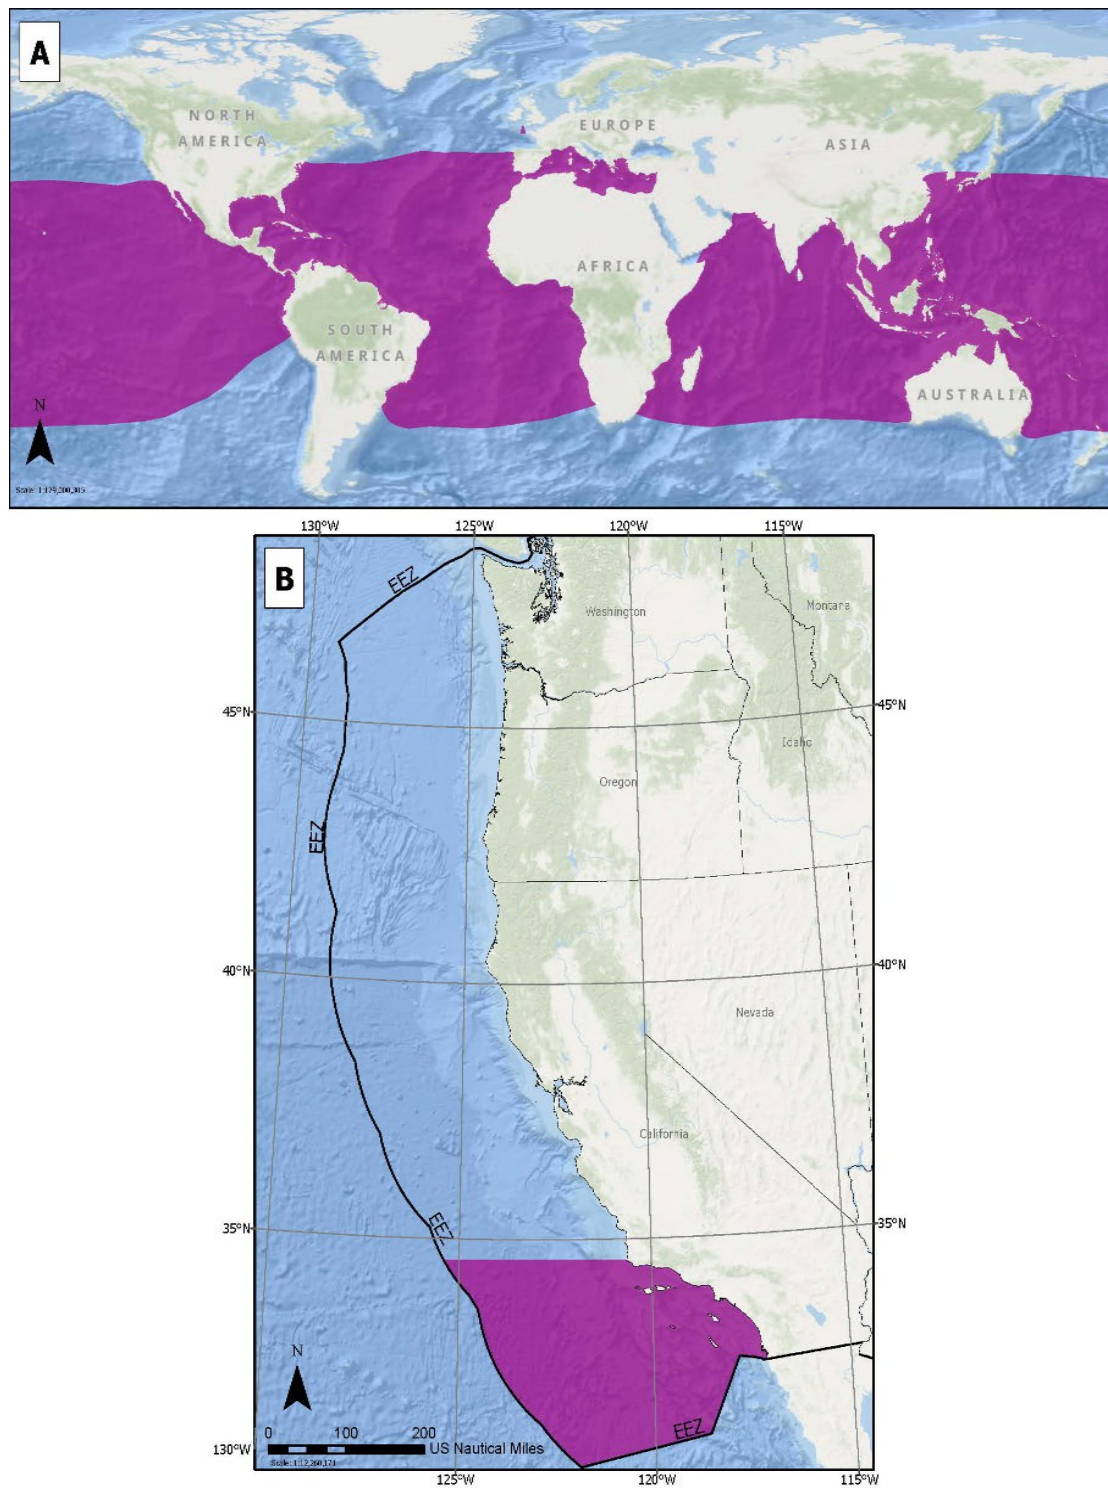 A
NORTH
AMERICA
EUROPE
ASIA
AFRICA
SOUTH
AMERICA
AUSTRALIA
N
130°W
125°W
120°W
115°W
B
EEZ
Washington
Montana
45°N
45°N
Idaho
Oregon
EEZ
40°N
40°N
Nevada
California
35°N
35°N
EEZ
N
0
100
200
US Nautical Miles
EEZ
130°W
125°W
120°W
115°W